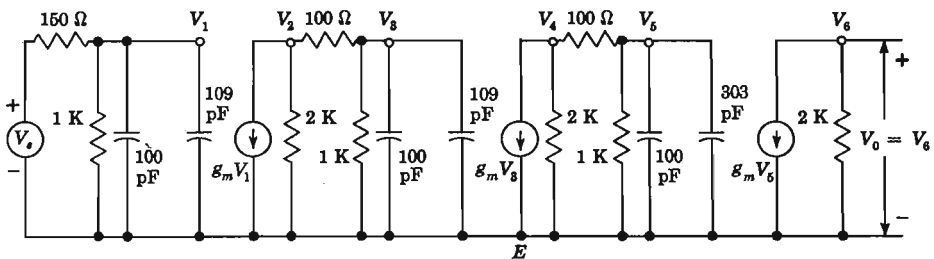 150 Ω V₁ V₂ 100 Ω V₃ V₄ 100 Ω V₅ V₆
+ 1 K 109 pF 2 K 109 pF 2 K 303 pF 2 K +
Vₛ 1 K 1 K V₀ = V₆
− 100 pF gₘV₁ 100 pF gₘV₃ 100 pF gₘV₅ −
E